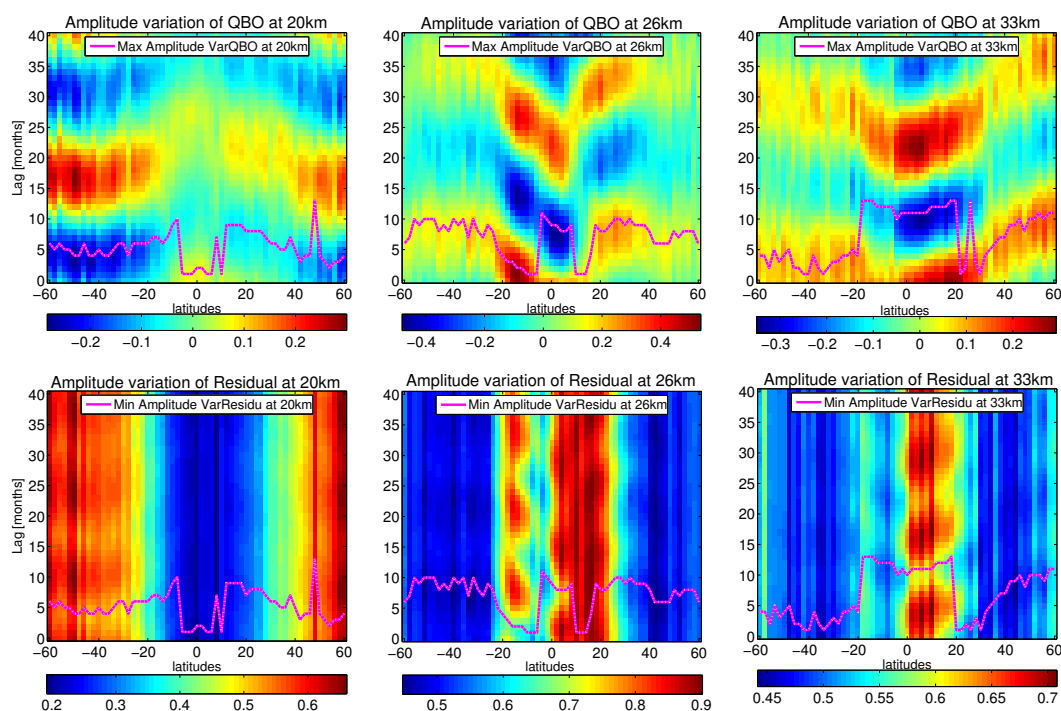 Amplitude variation of QBO at 20km
Max Amplitude VarQBO at 20km
Lag [months]
40
35
30
25
20
15
10
5
0
−60 −40 −20 0 20 40 60
latitudes
−0.2 −0.1 0 0.1 0.2
Amplitude variation of QBO at 26km
Max Amplitude VarQBO at 26km
40
35
30
25
20
15
10
5
0
−60 −40 −20 0 20 40 60
latitudes
−0.4 −0.2 0 0.2 0.4
Amplitude variation of QBO at 33km
Max Amplitude VarQBO at 33km
40
35
30
25
20
15
10
5
0
−60 −40 −20 0 20 40 60
latitudes
−0.3 −0.2 −0.1 0 0.1 0.2
Amplitude variation of Residual at 20km
Min Amplitude VarResidu at 20km
Lag [months]
40
35
30
25
20
15
10
5
0
−60 −40 −20 0 20 40 60
latitudes
0.2 0.3 0.4 0.5 0.6
Amplitude variation of Residual at 26km
Min Amplitude VarResidu at 26km
40
35
30
25
20
15
10
5
0
−60 −40 −20 0 20 40 60
latitudes
0.5 0.6 0.7 0.8 0.9
Amplitude variation of Residual at 33km
Min Amplitude VarResidu at 33km
40
35
30
25
20
15
10
5
0
−60 −40 −20 0 20 40 60
latitudes
0.45 0.5 0.55 0.6 0.65 0.7